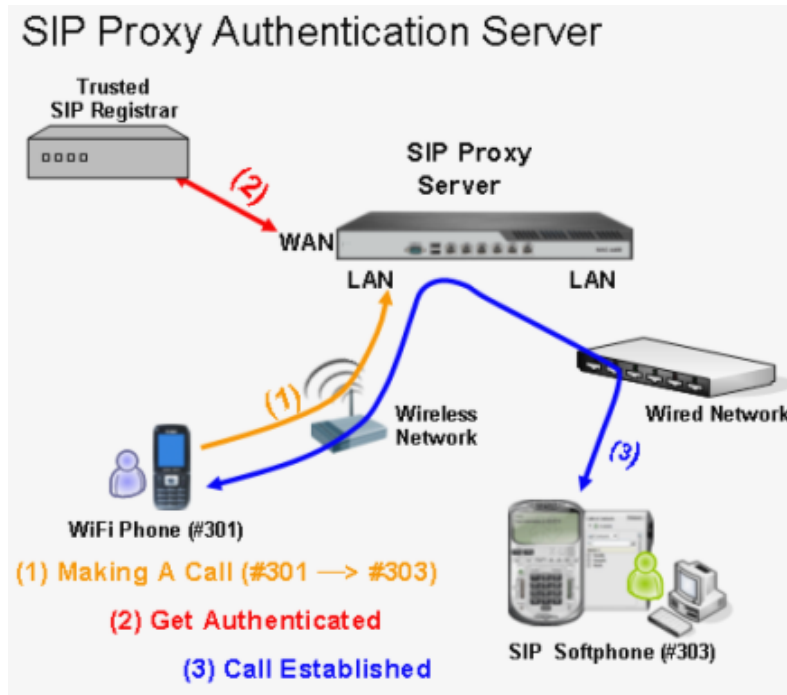 SIP Proxy Authentication Server
Trusted
SIP Registrar
SIP Proxy
Server
(2)
WAN
LAN
LAN
(1)
Wireless
Network
Wired Network
(3)
WiFi Phone (#301)
(1) Making A Call (#301 —> #303)
(2) Get Authenticated
(3) Call Established
SIP Softphone (#303)